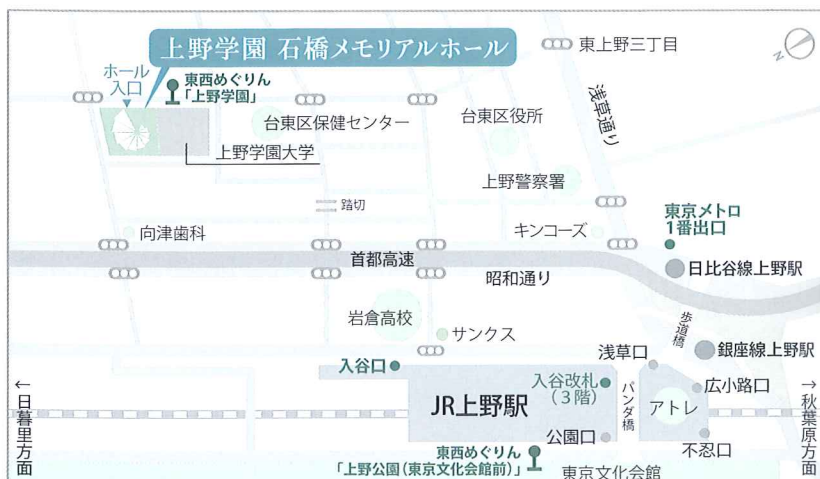 上野学園 石橋メモリアルホール
東上野三丁目
N
ホール
入口
東西めぐりん
「上野学園」
浅草通り
台東区保健センター
台東区役所
上野学園大学
上野警察署
踏切
東京メトロ
1番出口
向津歯科
キンコーズ
首都高速
日比谷線上野駅
昭和通り
岩倉高校
サンクス
歩道橋
銀座線上野駅
浅草口
入谷口
入谷改札
（3階）
パンダ橋
広小路口
アトレ
JR上野駅
←日暮里方面
→秋葉原方面
公園口
不忍口
東西めぐりん
「上野公園（東京文化会館前）」
東京文化会館